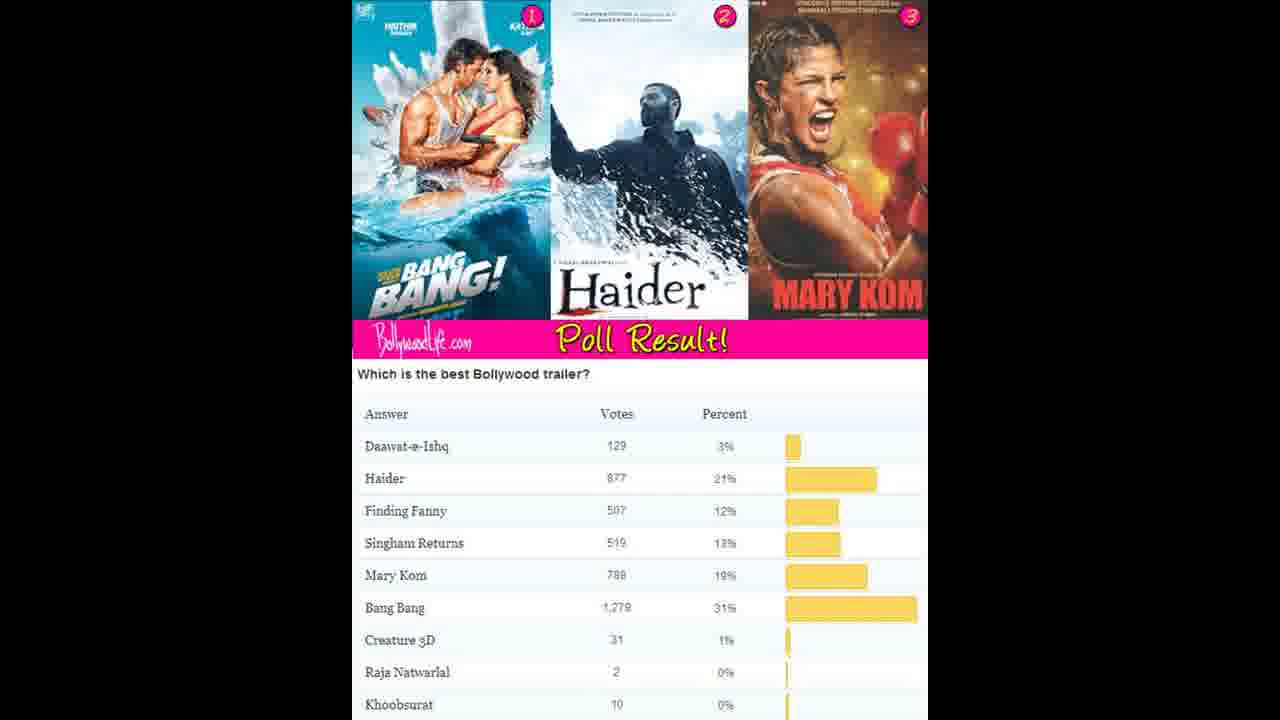 1
2
3
HRITHIK
BANG
BANG!
Haider
MARY KOM
BollywoodLife.com
Poll Result!
Which is the best Bollywood trailer?
Answer Votes Percent
Daawat-e-Ishq 129 3%
Haider 877 21%
Finding Fanny 507 12%
Singham Returns 519 13%
Mary Kom 788 19%
Bang Bang 1,279 31%
Creature 3D 31 1%
Raja Natwarlal 2 0%
Khoobsurat 10 0%